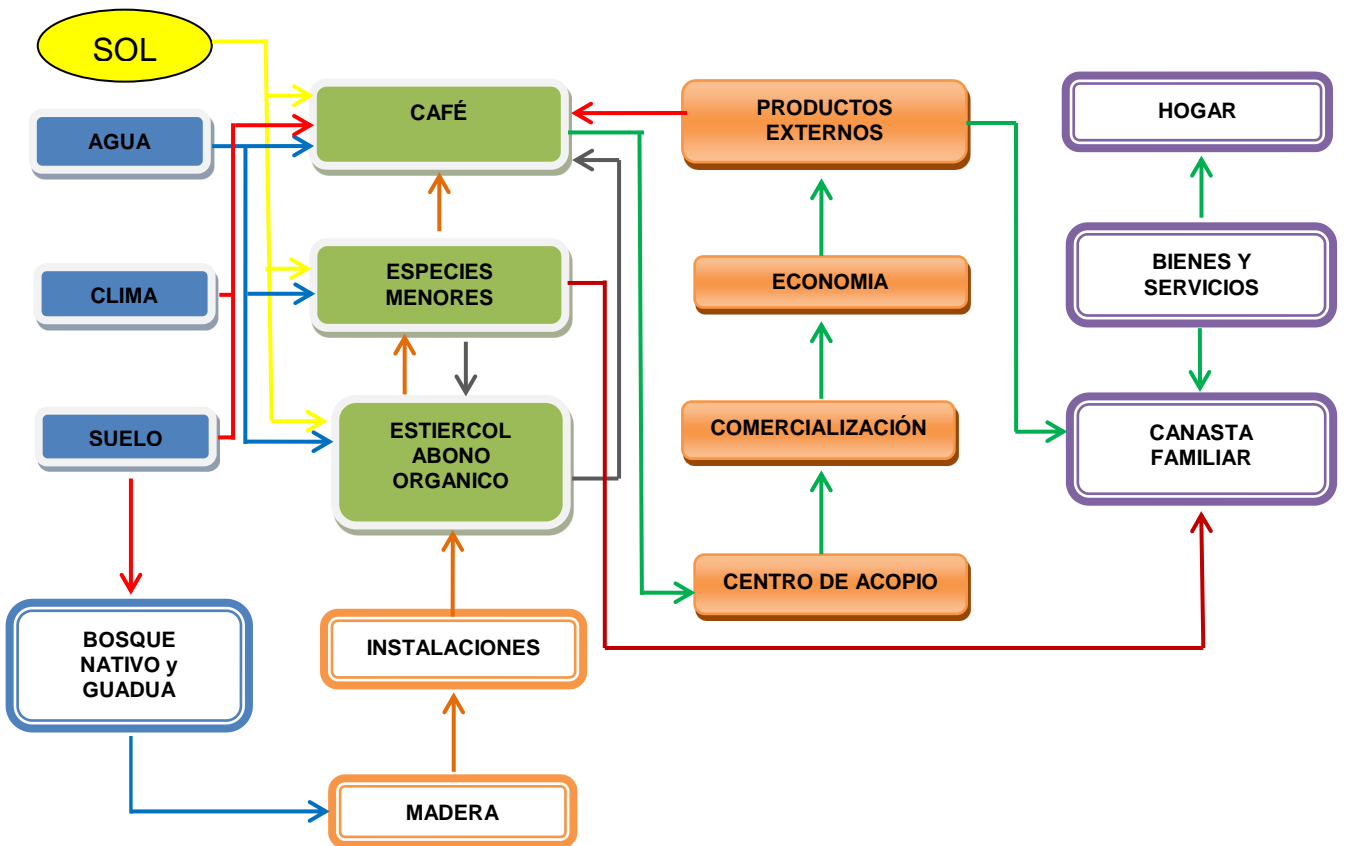 SOL
AGUA
CLIMA
SUELO
BOSQUE
NATIVO y
GUADUA
CAFÉ
ESPECIES
MENORES
ESTIERCOL
ABONO
ORGANICO
INSTALACIONES
MADERA
PRODUCTOS
EXTERNOS
ECONOMIA
COMERCIALIZACIÓN
CENTRO DE ACOPIO
HOGAR
BIENES Y
SERVICIOS
CANASTA
FAMILIAR